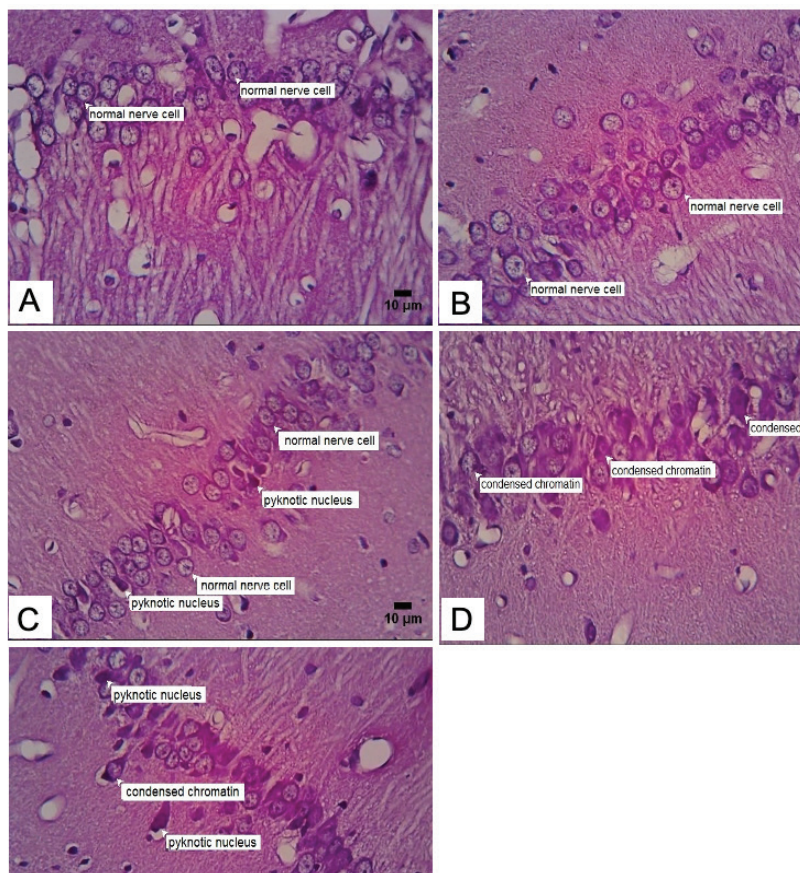 normal nerve cell
normal nerve cell
A
10 µm
normal nerve cell
normal nerve cell
B
normal nerve cell
pyknotic nucleus
normal nerve cell
pyknotic nucleus
C
10 µm
condensed
condensed chromatin
condensed chromatin
D
pyknotic nucleus
condensed chromatin
pyknotic nucleus